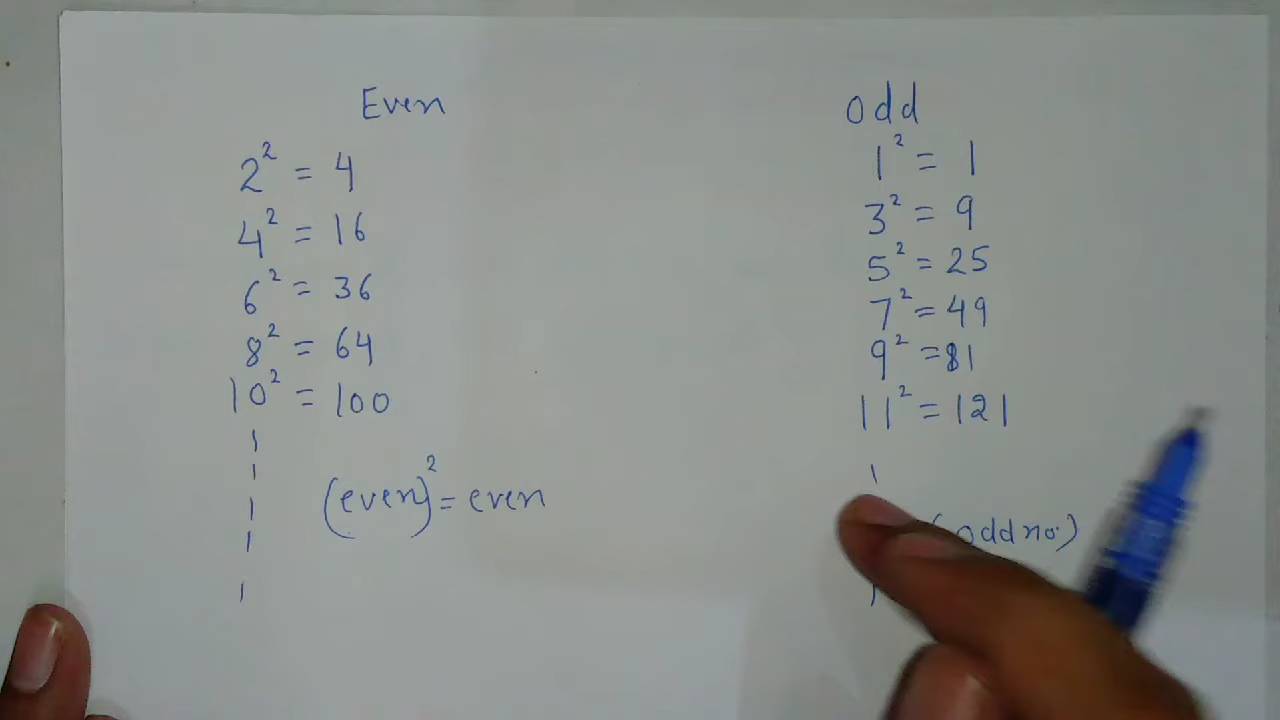 Even
2² = 4
4² = 16
6² = 36
8² = 64
10² = 100
(even)² = even
odd
1² = 1
3² = 9
5² = 25
7² = 49
9² = 81
11² = 121
(odd no.)